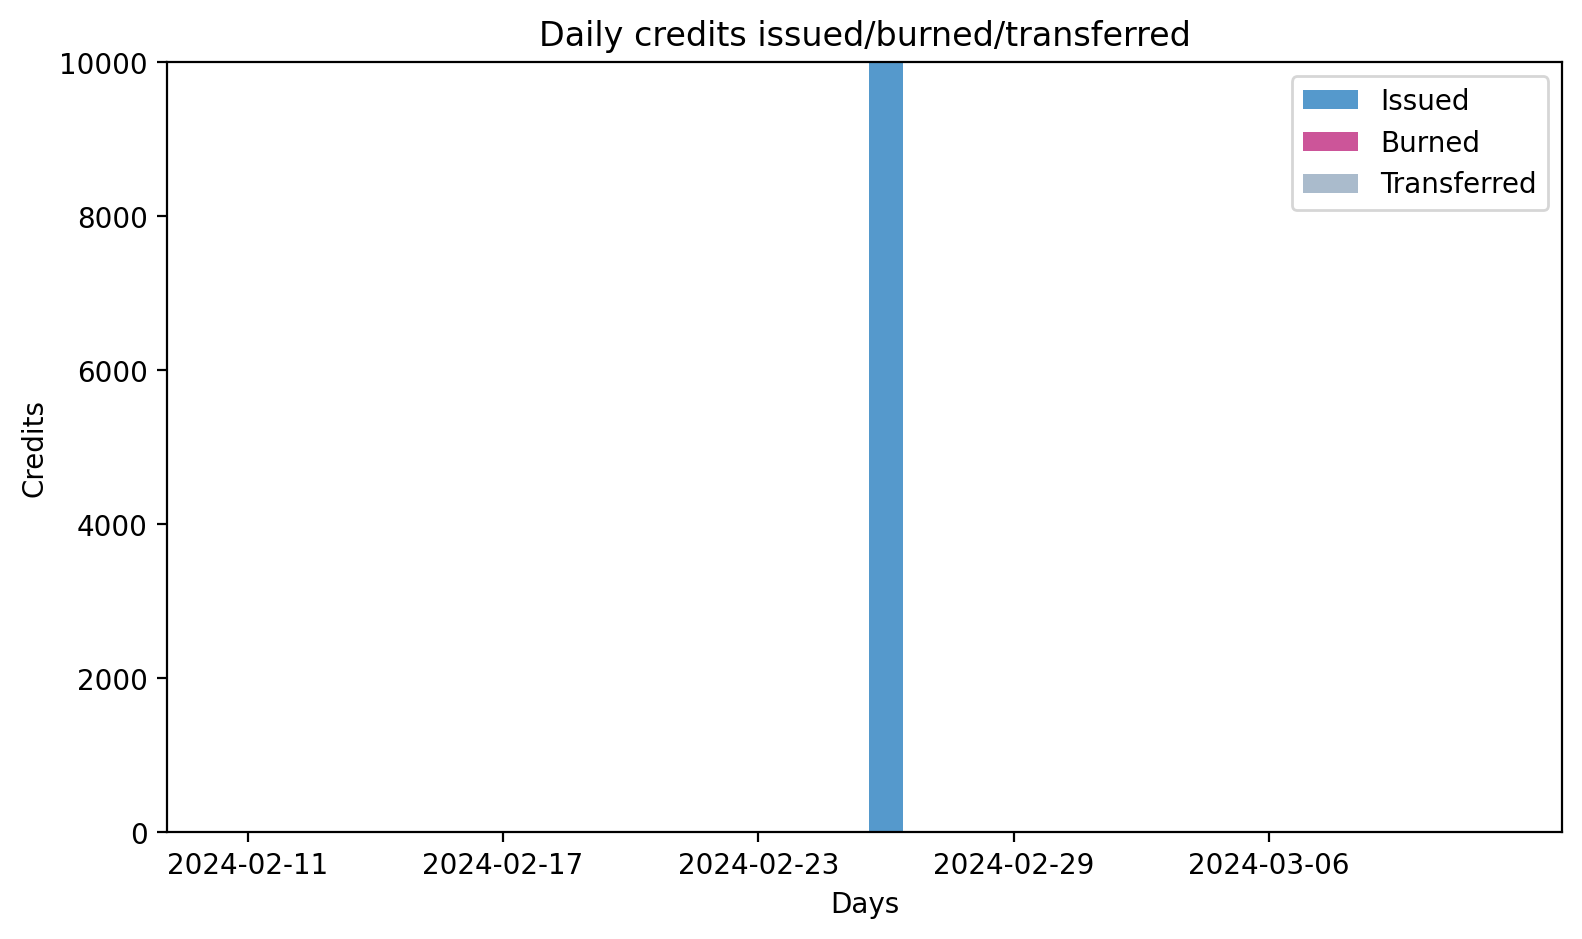 Daily credits issued/burned/transferred
10000
8000
6000
4000
2000
0
Credits
Issued
Burned
Transferred
2024-02-11
2024-02-17
2024-02-23
2024-02-29
2024-03-06
Days